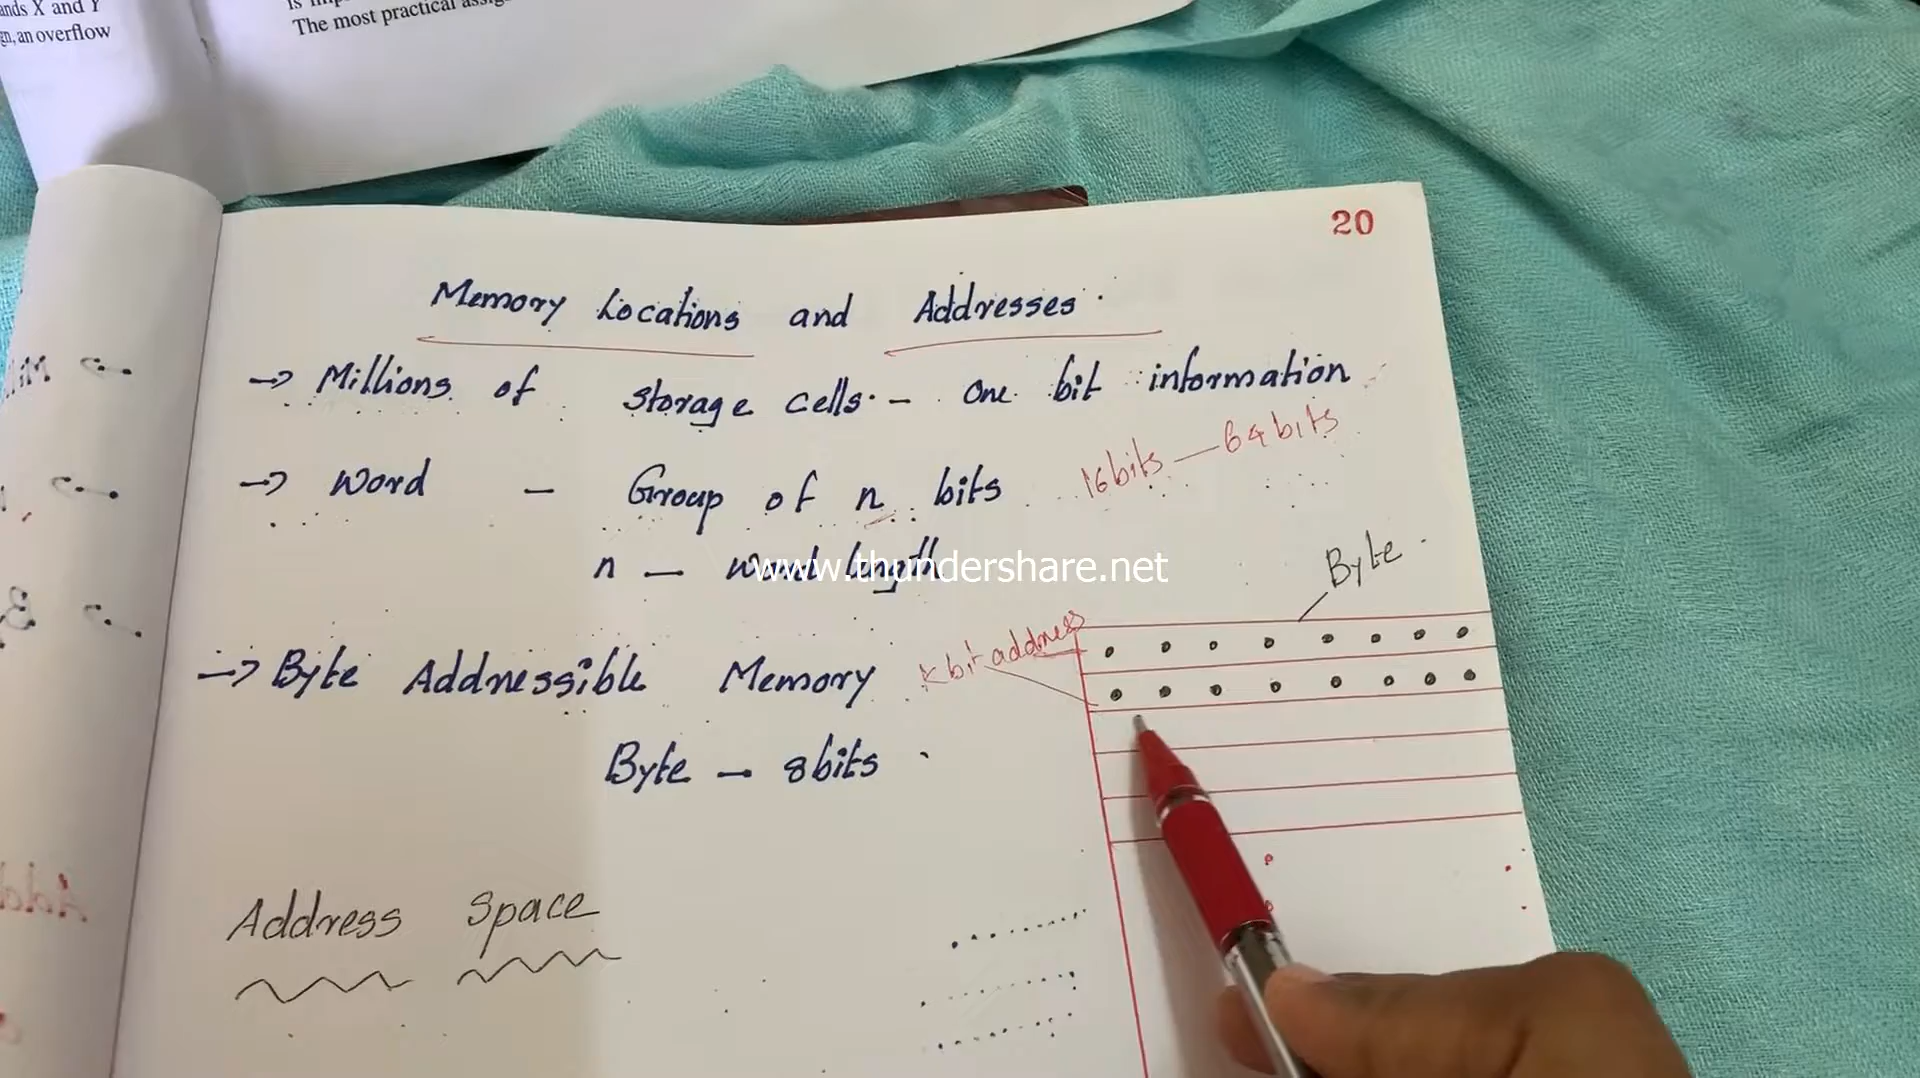 ands X and Y
gn, an overflow
The most practical
20
Memory Locations and Addresses.
→ Millions of storage cells. - One bit information
→ Word - Group of n bits 16bits — 64bits
n — word length
www.thundershare.net
Byte
k bit address
→ Byte Addressible Memory
Byte — 8bits
Address Space